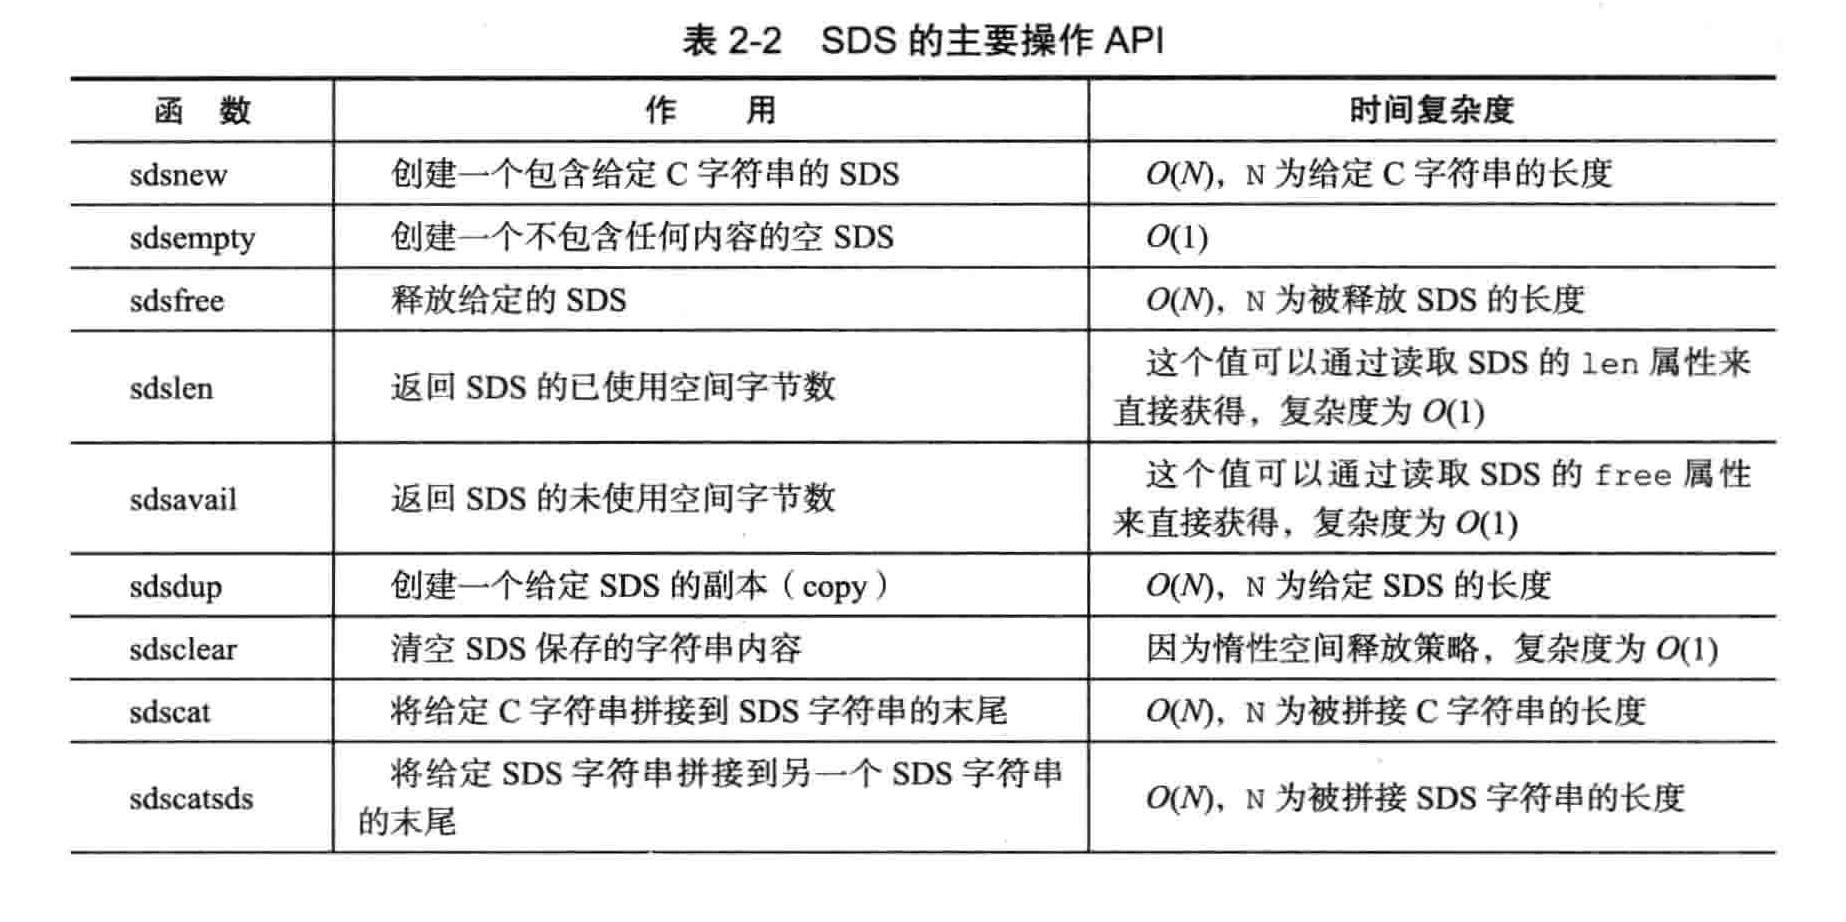 表 2-2 SDS 的主要操作 API
函 数 作 用 时间复杂度
sdsnew 创建一个包含给定 C 字符串的 SDS O(N)，N 为给定 C 字符串的长度
sdsempty 创建一个不包含任何内容的空 SDS O(1)
sdsfree 释放给定的 SDS O(N)，N 为被释放 SDS 的长度
sdslen 返回 SDS 的已使用空间字节数 这个值可以通过读取 SDS 的 len 属性来
直接获得，复杂度为 O(1)
sdsavail 返回 SDS 的未使用空间字节数 这个值可以通过读取 SDS 的 free 属性
来直接获得，复杂度为 O(1)
sdsdup 创建一个给定 SDS 的副本（copy） O(N)，N 为给定 SDS 的长度
sdsclear 清空 SDS 保存的字符串内容 因为惰性空间释放策略，复杂度为 O(1)
sdscat 将给定 C 字符串拼接到 SDS 字符串的末尾 O(N)，N 为被拼接 C 字符串的长度
sdscatsds 将给定 SDS 字符串拼接到另一个 SDS 字符串
的末尾 O(N)，N 为被拼接 SDS 字符串的长度